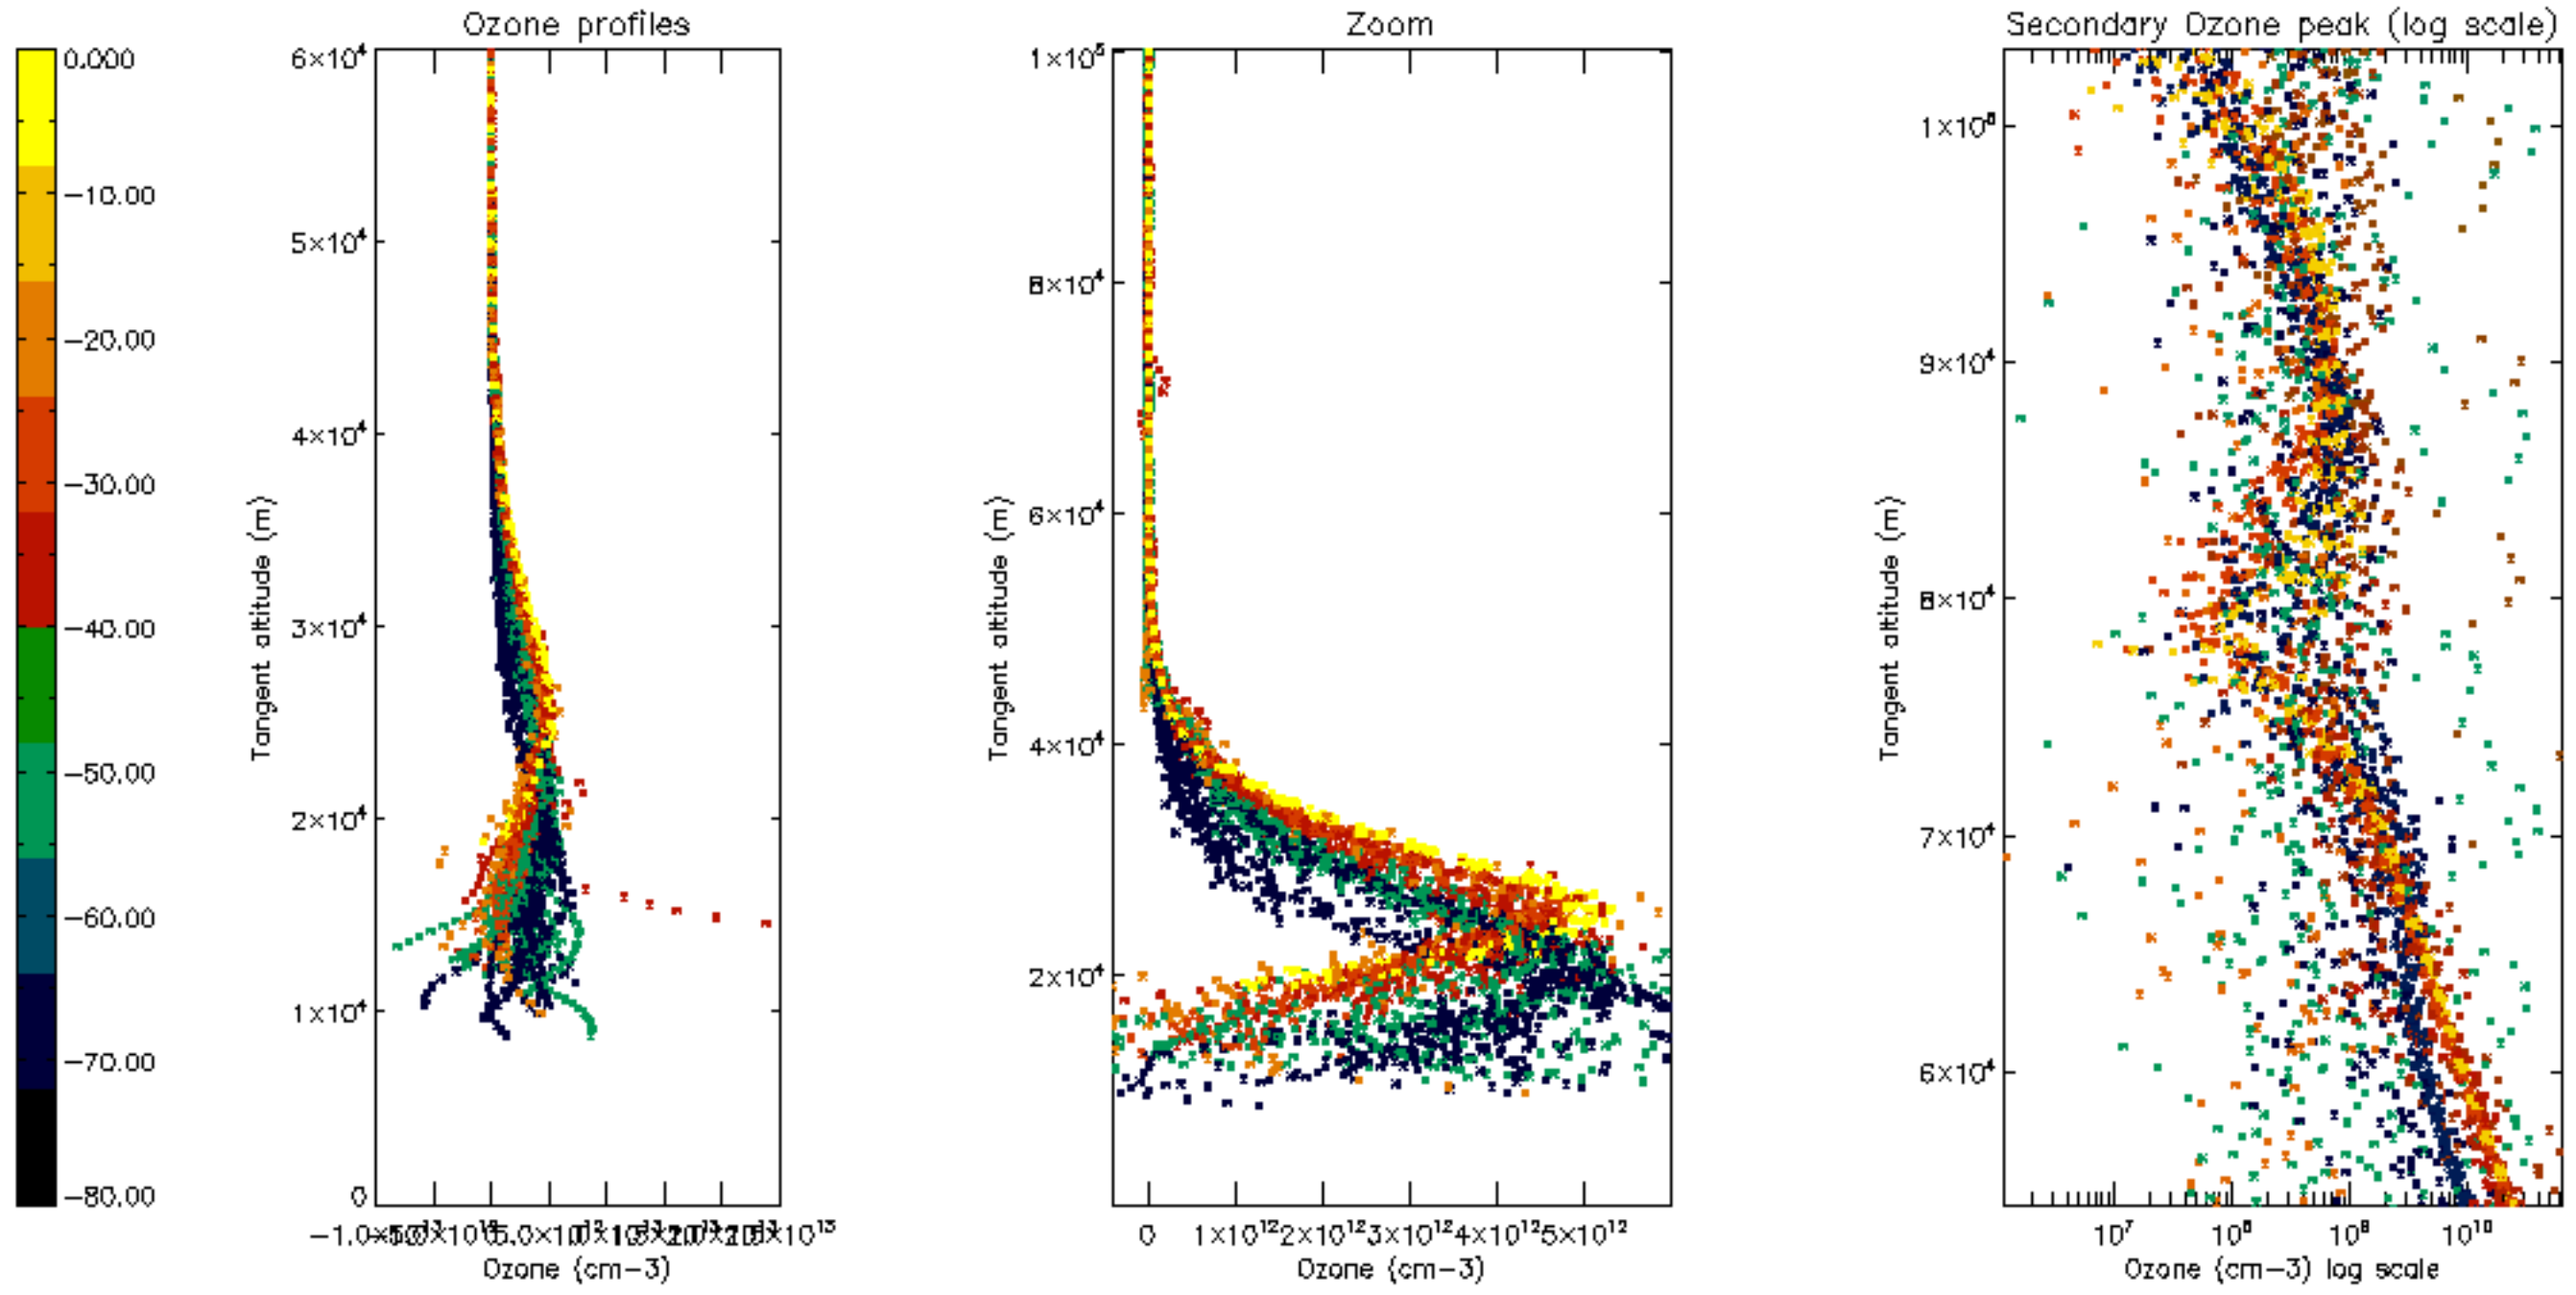 Ozone profiles
Zoom
Secondary Ozone peak (log scale)
0.000
−10.00
−20.00
−30.00
−40.00
−50.00
−60.00
−70.00
−80.00
6×10⁴
5×10⁴
4×10⁴
3×10⁴
2×10⁴
1×10⁴
0
Tangent altitude (m)
Ozone (cm−3)
1×10⁵
8×10⁴
6×10⁴
4×10⁴
2×10⁴
Tangent altitude (m)
0 1×10¹² 2×10¹² 3×10¹² 4×10¹² 5×10¹²
Ozone (cm−3)
1×10⁵
9×10⁴
8×10⁴
7×10⁴
6×10⁴
Tangent altitude (m)
10⁷ 10⁸ 10⁹ 10¹⁰
Ozone (cm−3) log scale